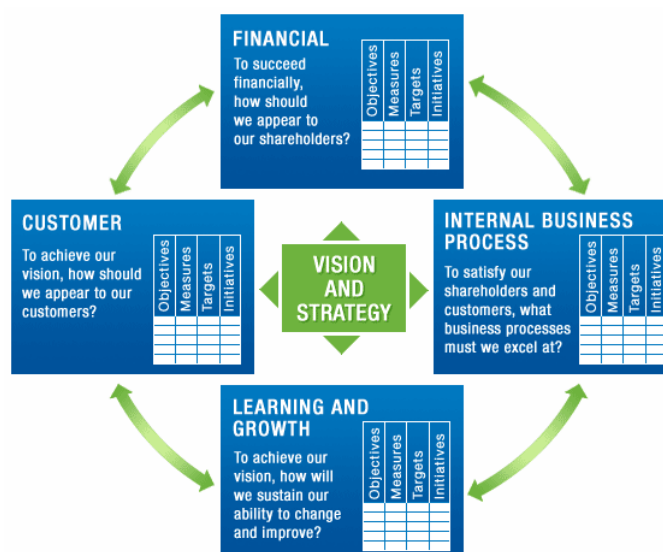 FINANCIAL
To succeed
financially,
how should
we appear to
our shareholders?
Objectives
Measures
Targets
Initiatives
CUSTOMER
To achieve our
vision, how should
we appear to our
customers?
Objectives
Measures
Targets
Initiatives
VISION
AND
STRATEGY
INTERNAL BUSINESS
PROCESS
To satisfy our
shareholders and
customers, what
business processes
must we excel at?
Objectives
Measures
Targets
Initiatives
LEARNING AND
GROWTH
To achieve our
vision, how will
we sustain our
ability to change
and improve?
Objectives
Measures
Targets
Initiatives